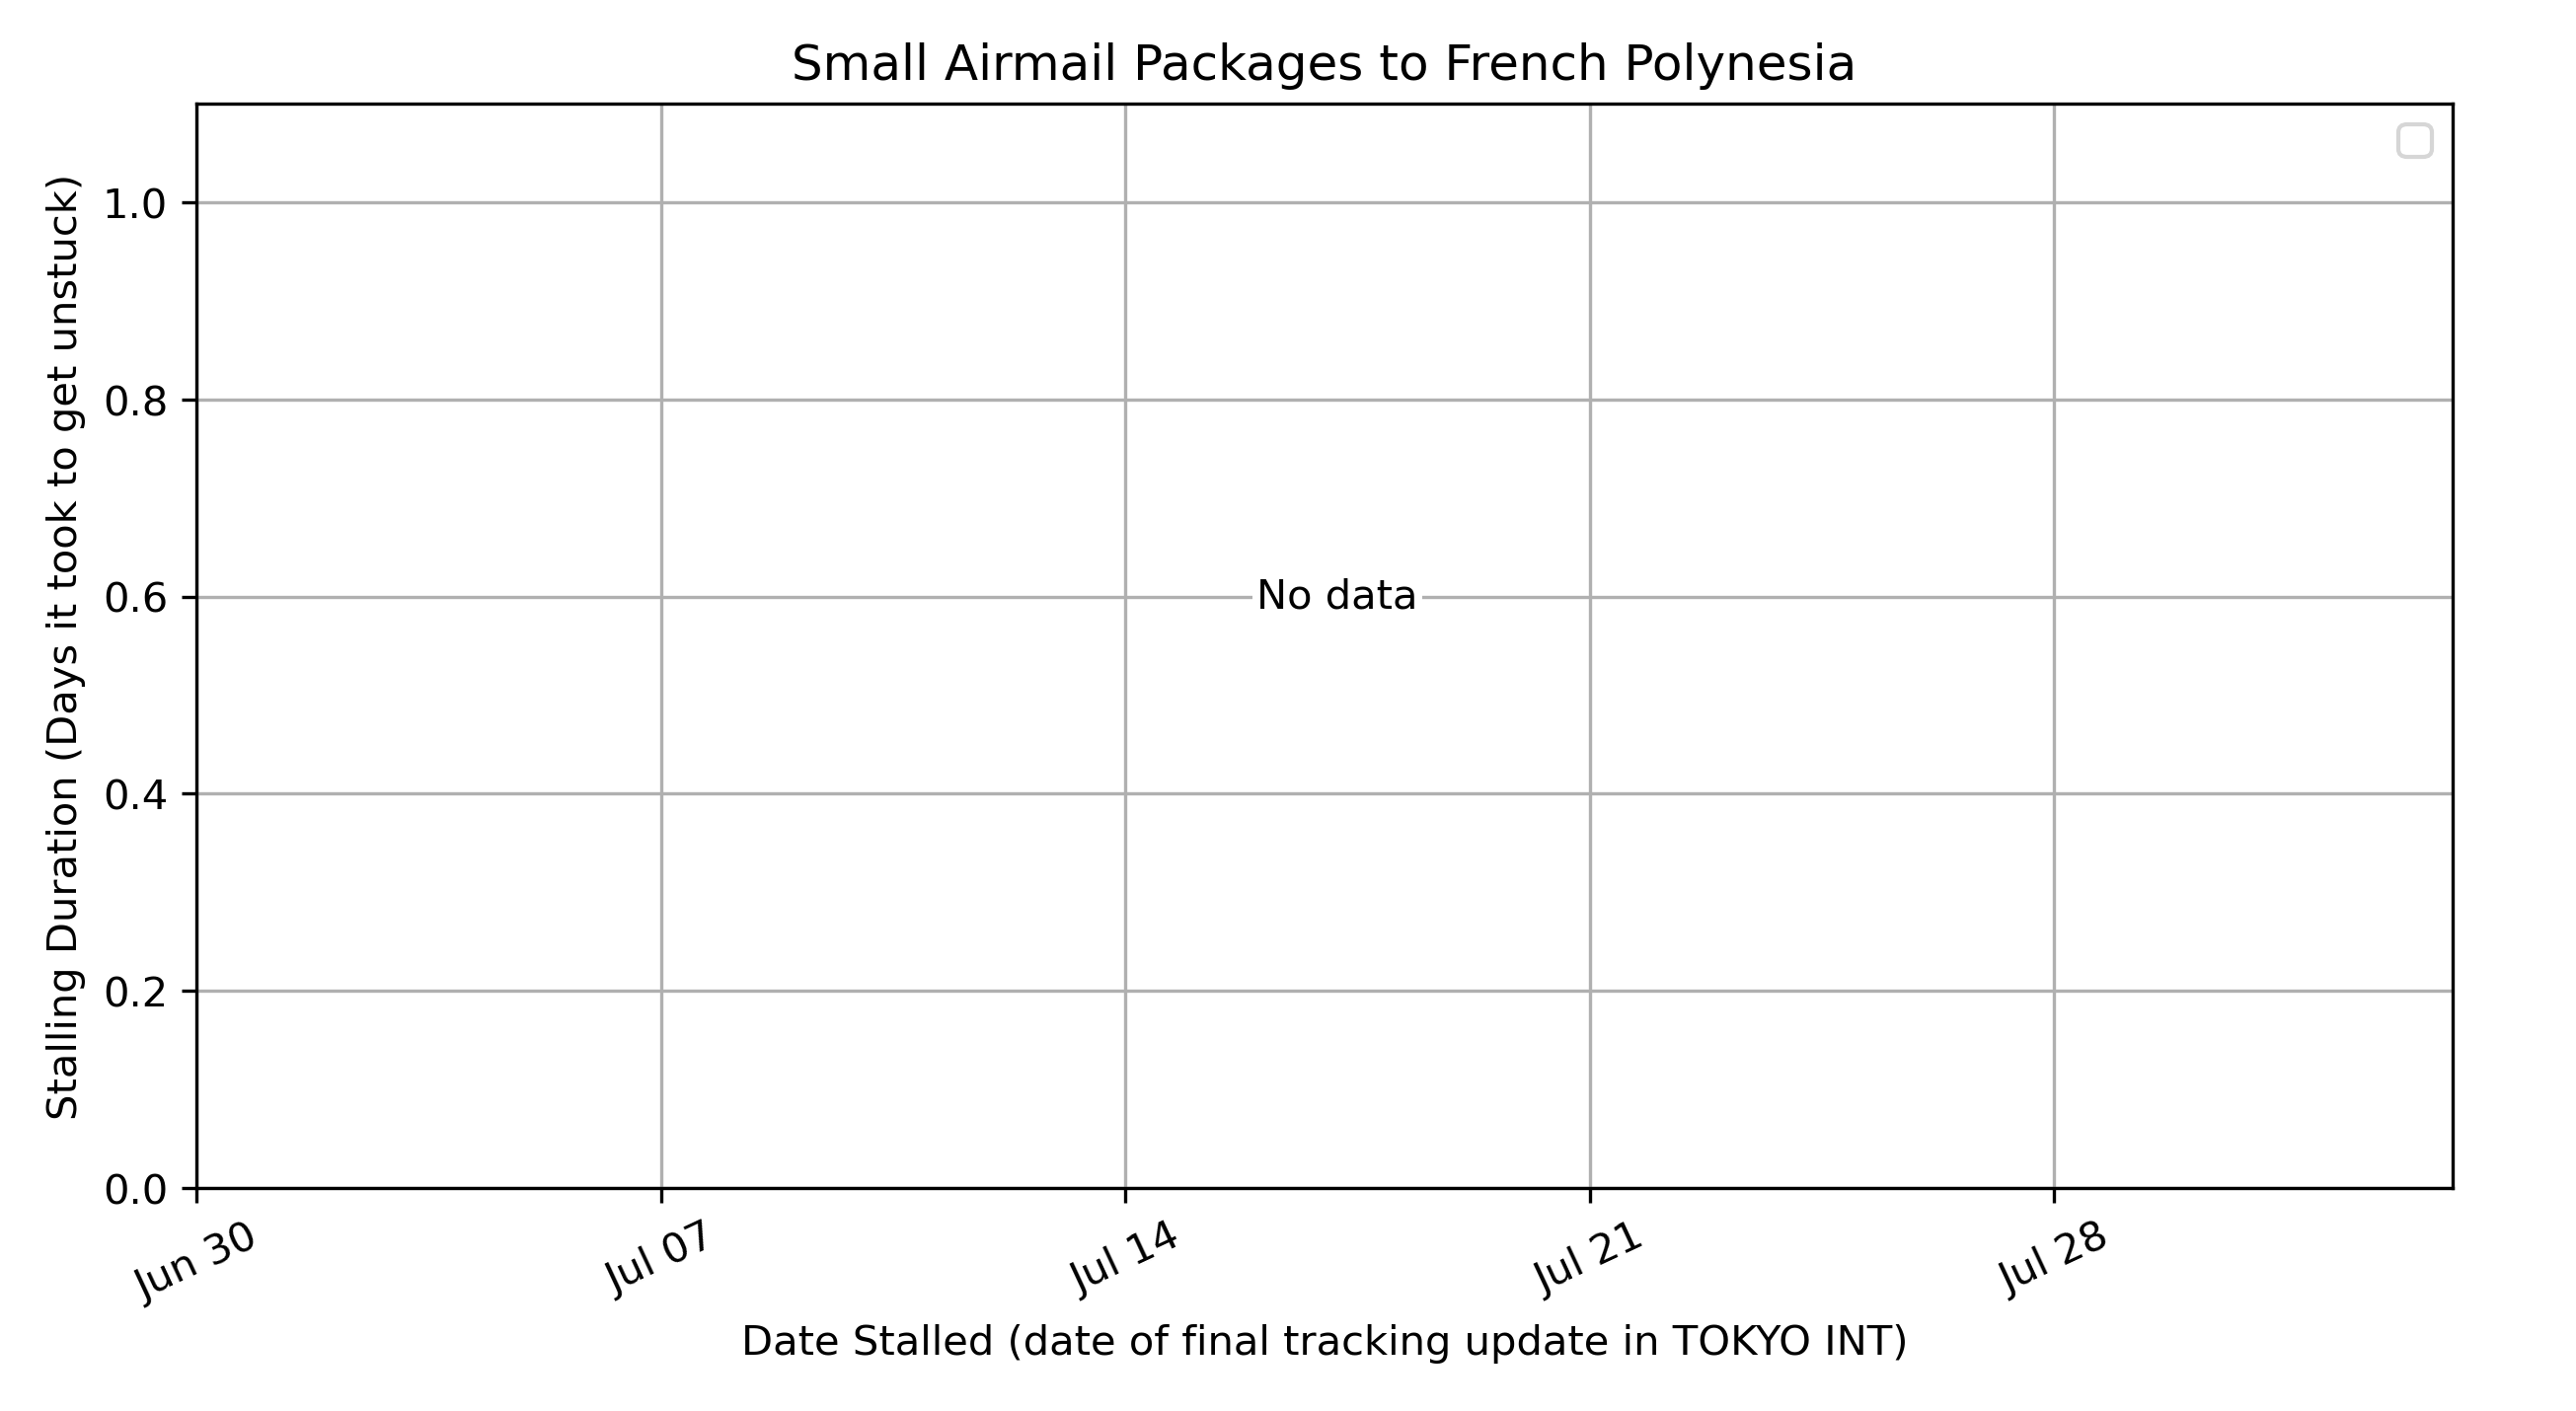 Small Airmail Packages to French Polynesia
Stalling Duration (Days it took to get unstuck)
1.0
0.8
0.6
0.4
0.2
0.0
No data
Jun 30
Jul 07
Jul 14
Jul 21
Jul 28
Date Stalled (date of final tracking update in TOKYO INT)